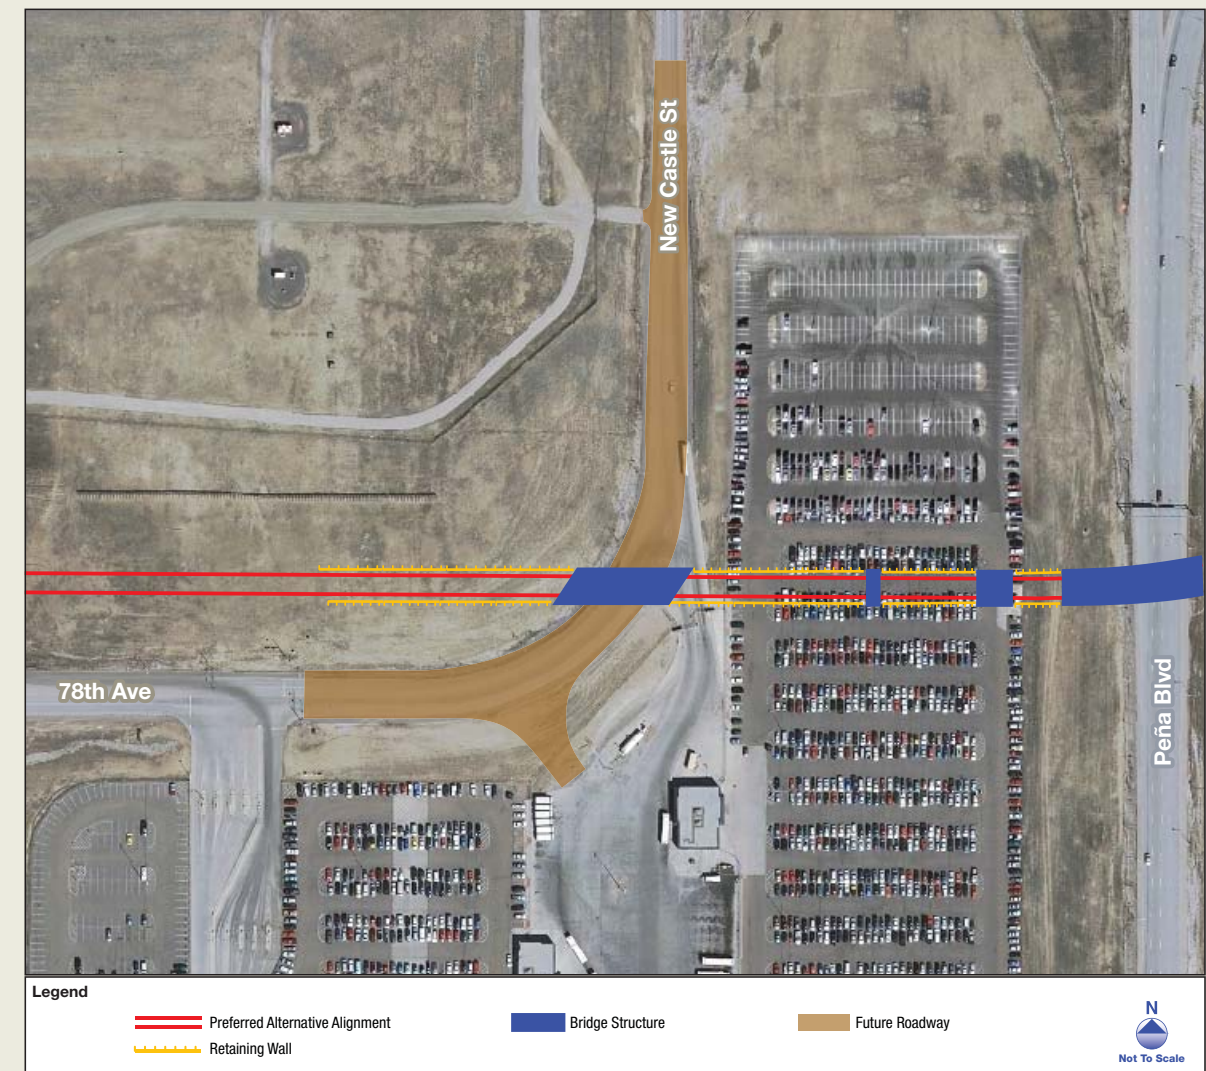 New Castle St
78th Ave
Peña Blvd
Legend
Preferred Alternative Alignment
Bridge Structure
Future Roadway
Retaining Wall
N
Not To Scale